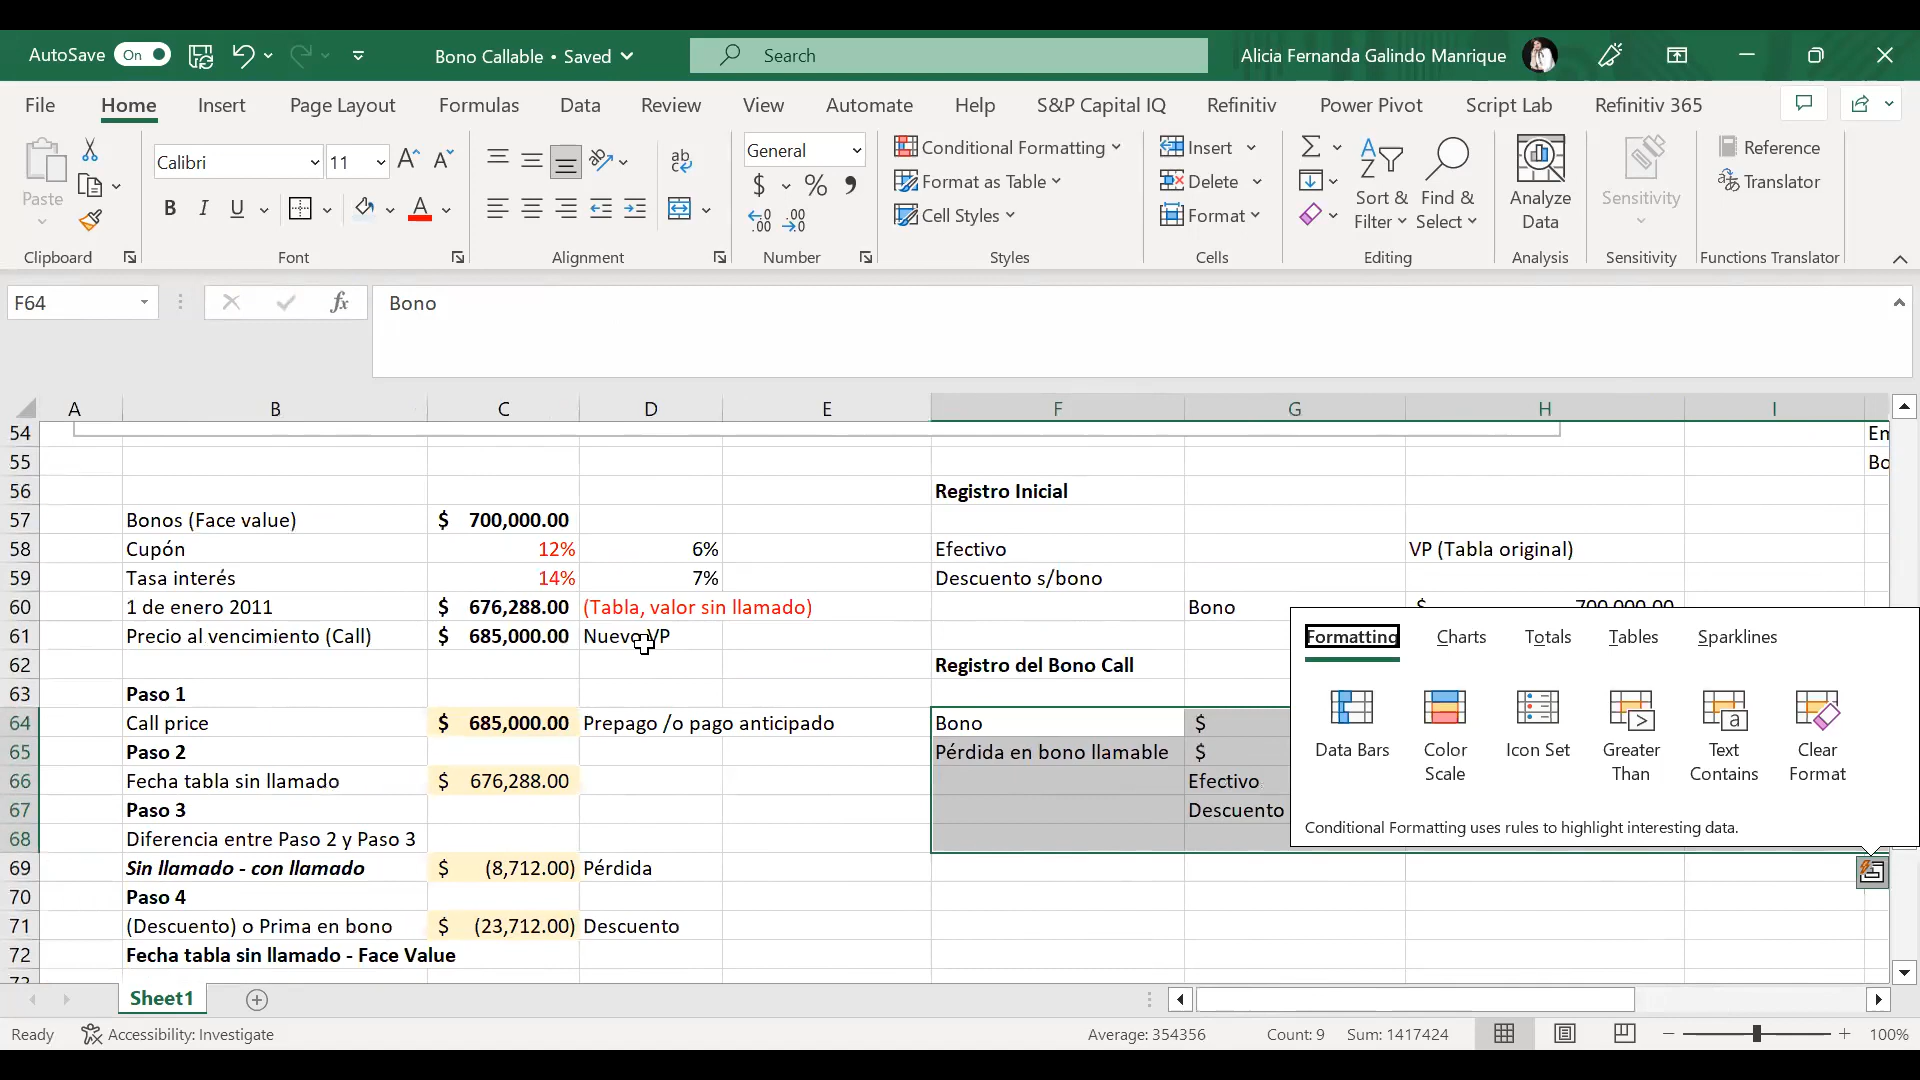 AutoSave On Bono Callable • Saved Search Alicia Fernanda Galindo Manrique
File Home Insert Page Layout Formulas Data Review View Automate Help S&P Capital IQ Refinitiv Power Pivot Script Lab Refinitiv 365
Paste Calibri 11 General Conditional Formatting Insert Sort & Filter Find & Select Analyze Data Sensitivity Reference
B I U A $ % Format as Table Delete Translator
Cell Styles Format
Clipboard Font Alignment Number Styles Cells Editing Analysis Sensitivity Functions Translator
F64 fx Bono
A B C D E F G H I
54 En
55 Bo
56 Registro Inicial
57 Bonos (Face value) $ 700,000.00
58 Cupón 12% 6% Efectivo VP (Tabla original)
59 Tasa interés 14% 7% Descuento s/bono
60 1 de enero 2011 $ 676,288.00 (Tabla, valor sin llamado) Bono $ 700,000.00
61 Precio al vencimiento (Call) $ 685,000.00 Nuevo VP
62 Registro del Bono Call
63 Paso 1
64 Call price $ 685,000.00 Prepago /o pago anticipado Bono $
65 Paso 2 Pérdida en bono llamable $
66 Fecha tabla sin llamado $ 676,288.00 Efectivo
67 Paso 3 Descuento
68 Diferencia entre Paso 2 y Paso 3
69 Sin llamado - con llamado $ (8,712.00) Pérdida
70 Paso 4
71 (Descuento) o Prima en bono $ (23,712.00) Descuento
72 Fecha tabla sin llamado - Face Value
Formatting Charts Totals Tables Sparklines
Data Bars Color Scale Icon Set Greater Than Text Contains Clear Format
Conditional Formatting uses rules to highlight interesting data.
Sheet1
Ready Accessibility: Investigate Average: 354356 Count: 9 Sum: 1417424 100%